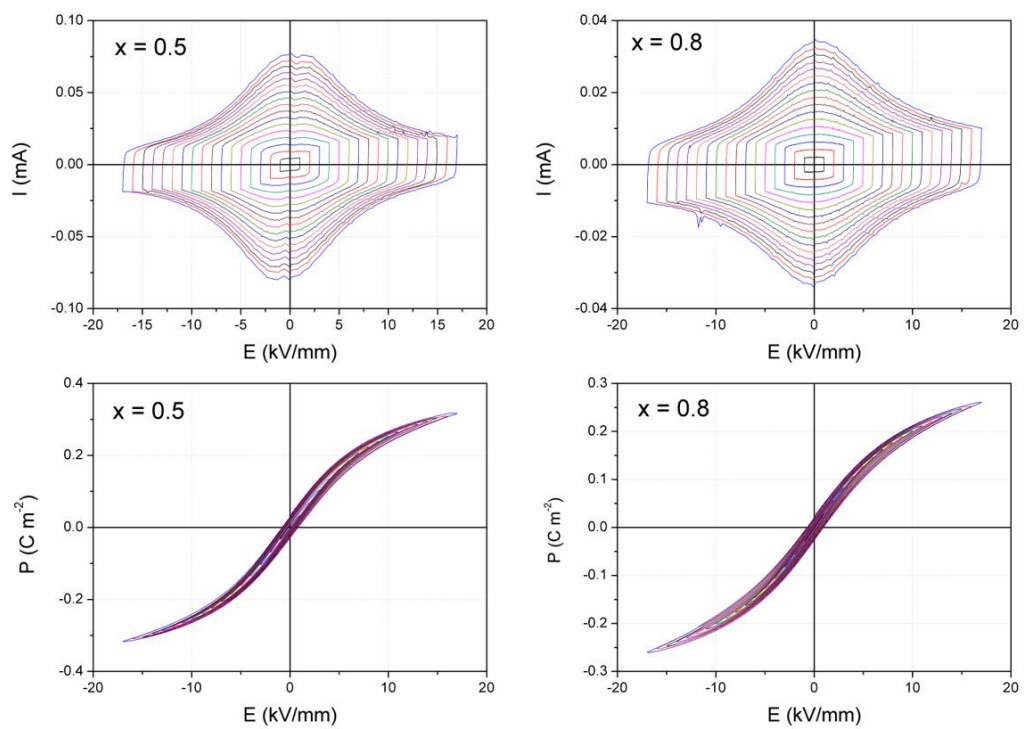 x = 0.5
I (mA)
0.10
0.05
0.00
-0.05
-0.10
-20 -15 -10 -5 0 5 10 15 20
E (kV/mm)
x = 0.8
I (mA)
0.04
0.02
0.00
-0.02
-0.04
-20 -10 0 10 20
E (kV/mm)
x = 0.5
P (C m-2)
0.4
0.2
0.0
-0.2
-0.4
-20 -10 0 10 20
E (kV/mm)
x = 0.8
P (C m-2)
0.3
0.2
0.1
0.0
-0.1
-0.2
-0.3
-20 -10 0 10 20
E (kV/mm)